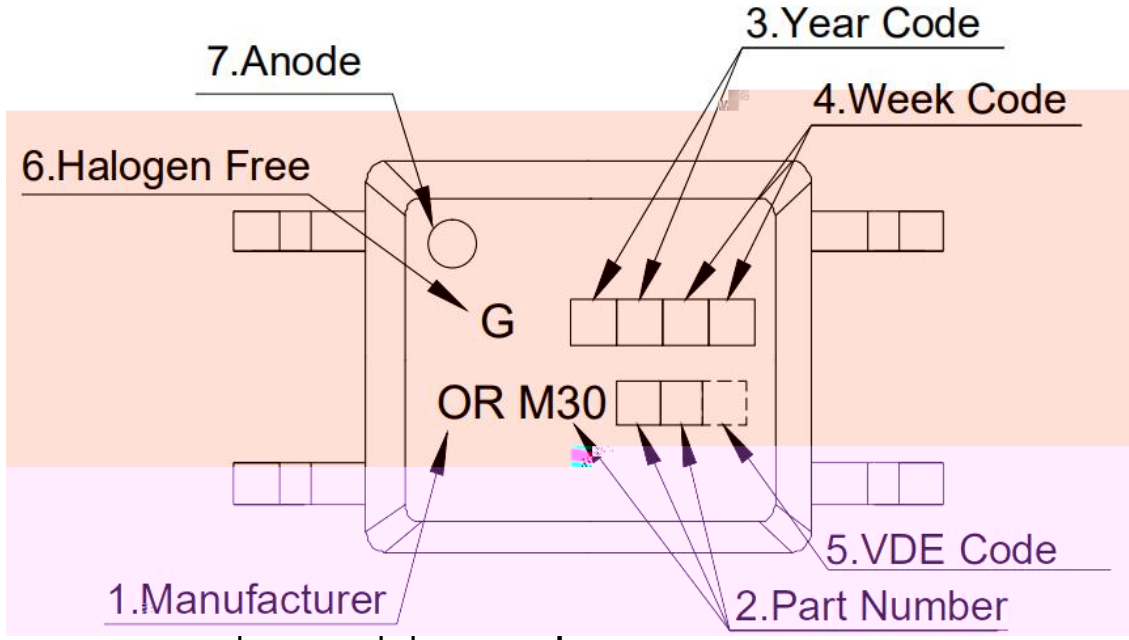 3.Year Code
7.Anode
4.Week Code
6.Halogen Free
G
OR M30
5.VDE Code
1.Manufacturer
2.Part Number